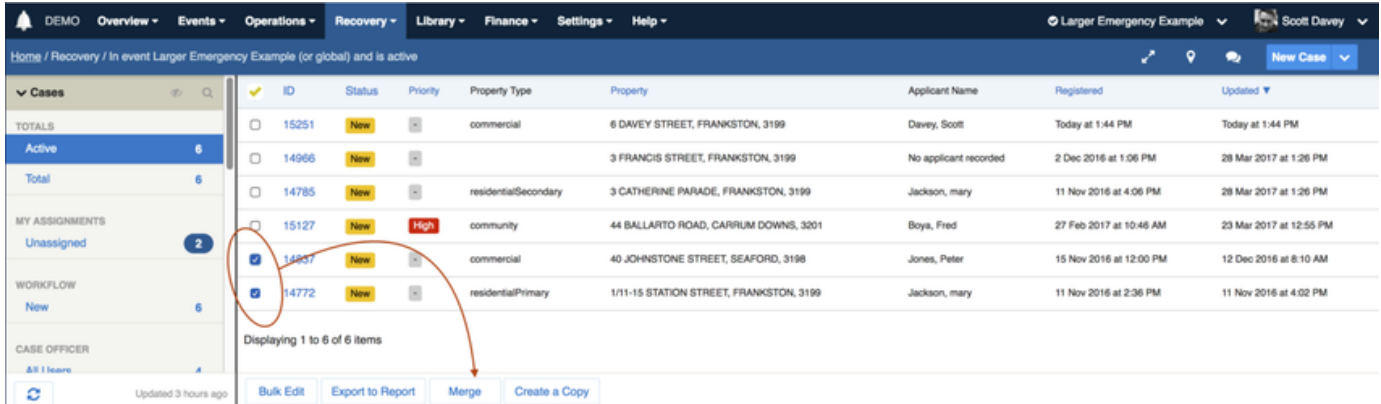 DEMO Overview Events Operations Recovery Library Finance Settings Help Larger Emergency Example Scott Davey
Home / Recovery / In event Larger Emergency Example (or global) and is active New Case
Cases
TOTALS
Active 6
Total 6
MY ASSIGNMENTS
Unassigned 2
WORKFLOW
New 6
CASE OFFICER
All Users 4
Updated 3 hours ago
ID Status Priority Property Type Property Applicant Name Registered Updated
15251 New - commercial 6 DAVEY STREET, FRANKSTON, 3199 Davey, Scott Today at 1:44 PM Today at 1:44 PM
14966 New - 3 FRANCIS STREET, FRANKSTON, 3199 No applicant recorded 2 Dec 2016 at 1:06 PM 28 Mar 2017 at 1:26 PM
14785 New - residentialSecondary 3 CATHERINE PARADE, FRANKSTON, 3199 Jackson, mary 11 Nov 2016 at 4:06 PM 28 Mar 2017 at 1:26 PM
15127 New High community 44 BALLARTO ROAD, CARRUM DOWNS, 3201 Boya, Fred 27 Feb 2017 at 10:46 AM 23 Mar 2017 at 12:55 PM
14837 New - commercial 40 JOHNSTONE STREET, SEAFORD, 3198 Jones, Peter 15 Nov 2016 at 12:00 PM 12 Dec 2016 at 8:10 AM
14772 New - residentialPrimary 1/11-15 STATION STREET, FRANKSTON, 3199 Jackson, mary 11 Nov 2016 at 2:36 PM 11 Nov 2016 at 4:02 PM
Displaying 1 to 6 of 6 items
Bulk Edit Export to Report Merge Create a Copy